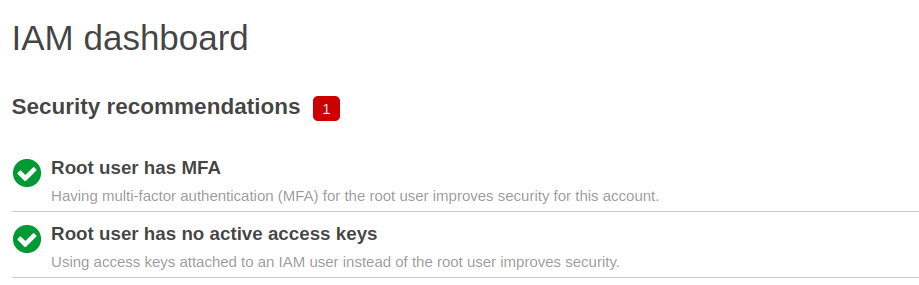 IAM dashboard
Security recommendations 1
Root user has MFA
Having multi-factor authentication (MFA) for the root user improves security for this account.
Root user has no active access keys
Using access keys attached to an IAM user instead of the root user improves security.